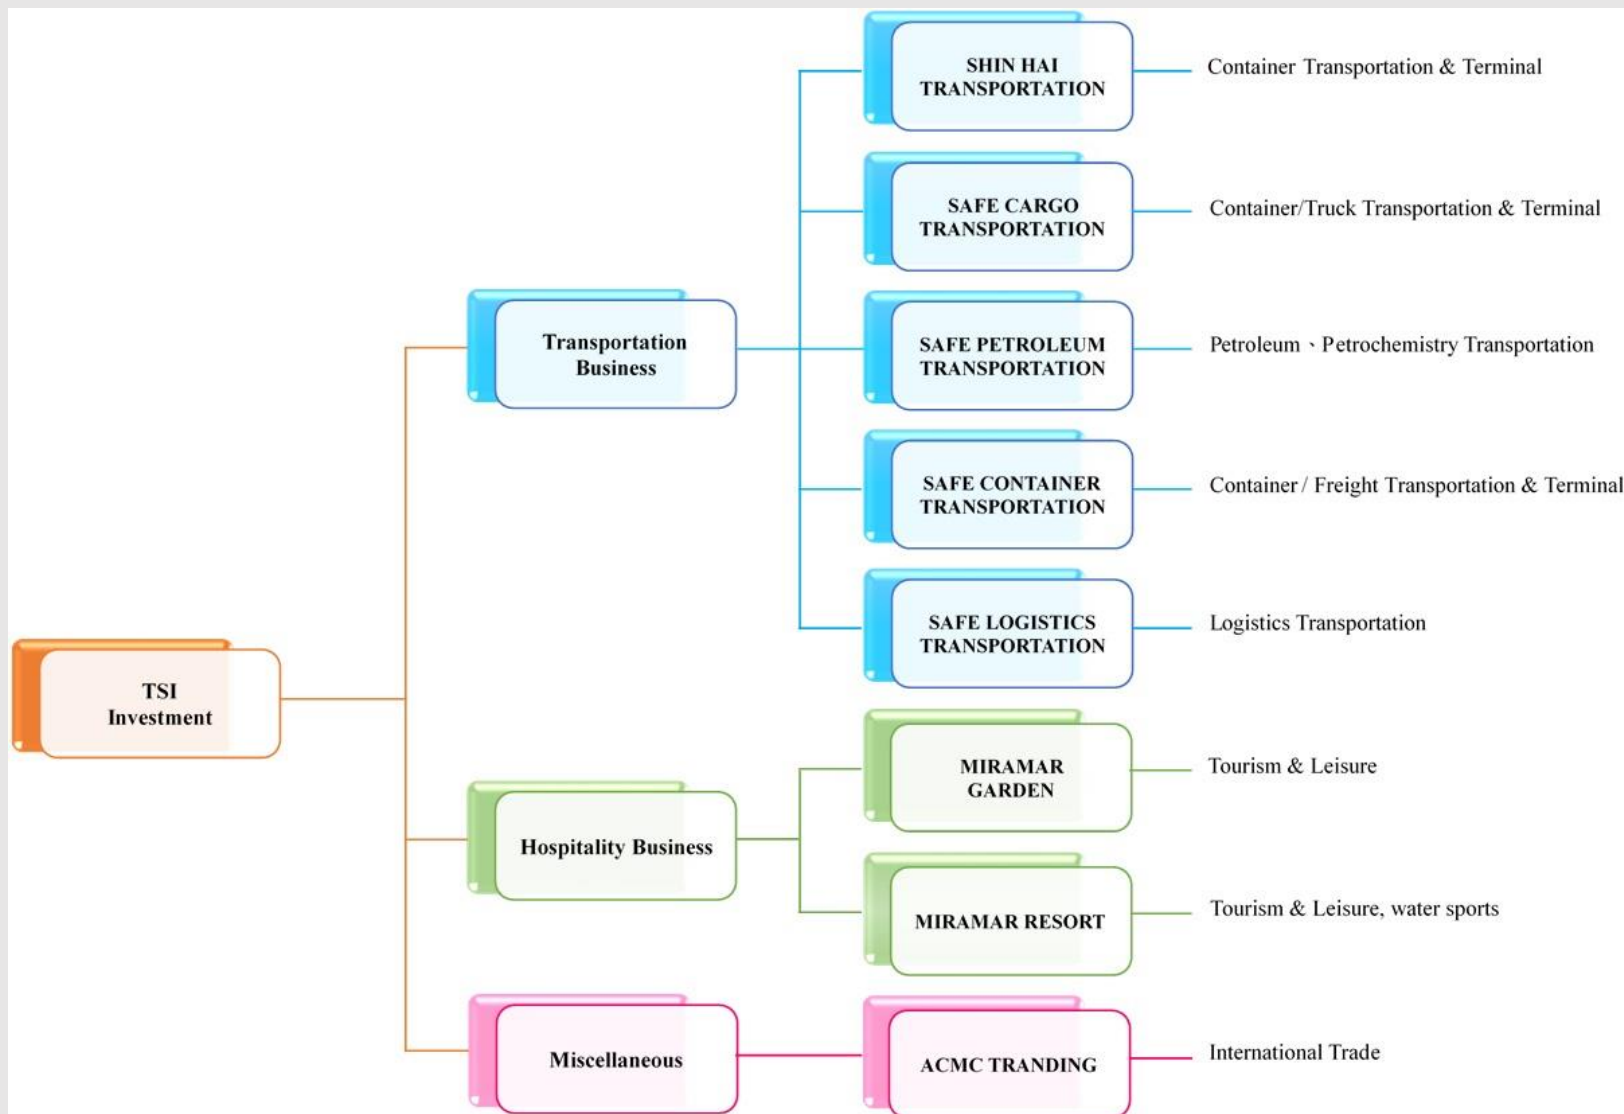 SHIN HAI
TRANSPORTATION
Container Transportation & Terminal
SAFE CARGO
TRANSPORTATION
Container/Truck Transportation & Terminal
Transportation
Business
SAFE PETROLEUM
TRANSPORTATION
Petroleum、Petrochemistry Transportation
SAFE CONTAINER
TRANSPORTATION
Container / Freight Transportation & Terminal
SAFE LOGISTICS
TRANSPORTATION
Logistics Transportation
TSI
Investment
MIRAMAR
GARDEN
Tourism & Leisure
Hospitality Business
MIRAMAR RESORT
Tourism & Leisure, water sports
Miscellaneous
ACMC TRANDING
International Trade